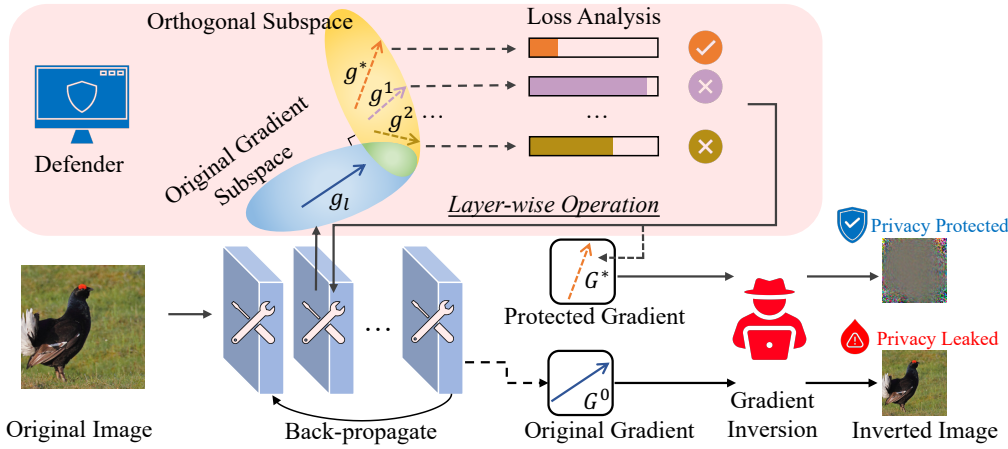 Orthogonal Subspace
Loss Analysis
g*
g¹
g²
...
...
Defender
Original Gradient
Subspace
g_l
Layer-wise Operation
Privacy Protected
G*
Protected Gradient
...
Privacy Leaked
G⁰
Original Image
Back-propagate
Original Gradient
Gradient
Inversion
Inverted Image